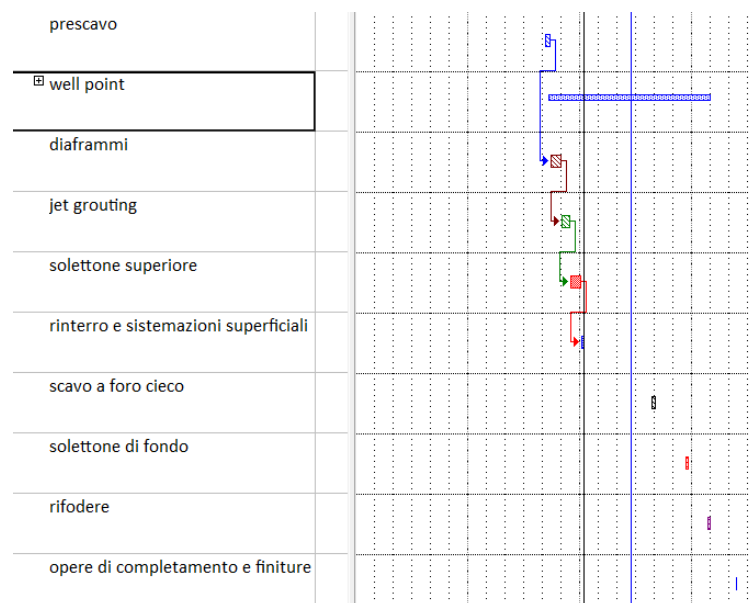 prescavo
well point
diaframmi
jet grouting
solettone superiore
rinterro e sistemazioni superficiali
scavo a foro cieco
solettone di fondo
rifodere
opere di completamento e finiture